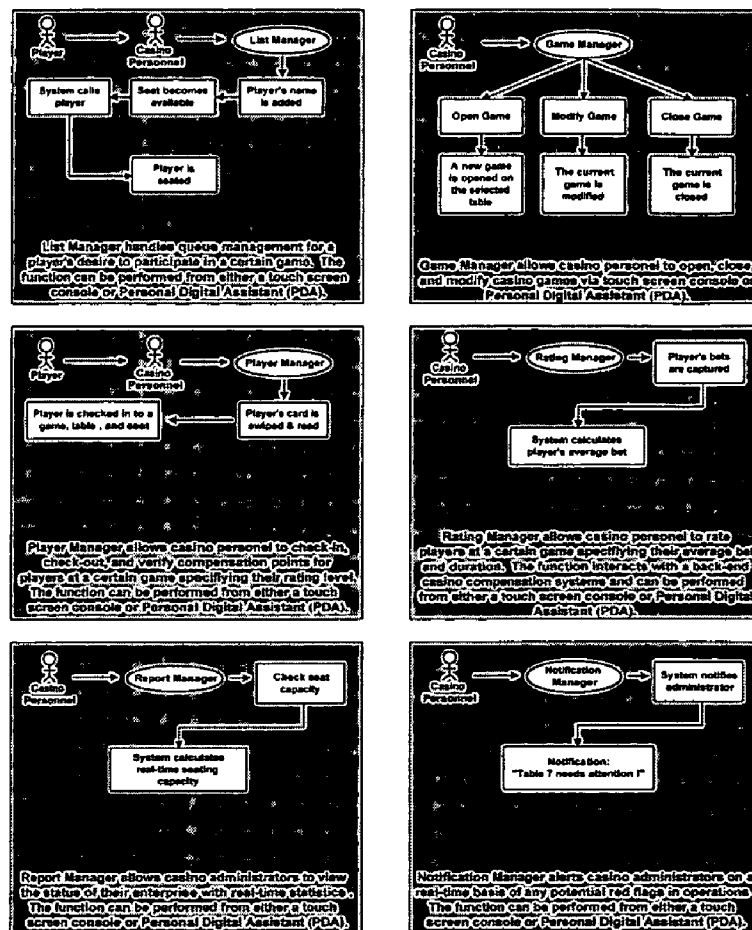 Player
Casino
Personnel
List Manager
System calls
player
Seat becomes
available
Player's name
is added
Player is
seated
List Manager handles queue management for a
player's desire to participate in a certain game. The
function can be performed from either a touch screen
console or Personal Digital Assistant (PDA).
Casino
Personnel
Game Manager
Open Game
Modify Game
Close Game
A new game
is opened on
the selected
table
The current
game is
modified
The current
game is
closed
Game Manager allows casino personel to open, close
and modify casino games via touch screen console or
Personal Digital Assistant (PDA).
Player
Casino
Personnel
Player Manager
Player is checked in to a
game, table , and seat
Player's card is
swiped & read
Player Manager allows casino personel to check-in,
check-out, and verify compensation points for
players at a certain game specifiying their rating level.
The function can be performed from either a touch
screen console or Personal Digital Assistant (PDA).
Casino
Personnel
Rating Manager
Player's bets
are captured
System calculates
player's average bet
Rating Manager allows casino personel to rate
players at a certain game specifiying their average bet
and duration. The function interacts with a back-end
casino compensation systems and can be performed
from either a touch screen console or Personal Digital
Assistant (PDA).
Casino
Personnel
Report Manager
Check seat
capacity
System calculates
real-time seating
capacity
Report Manager allows casino administrators to view
the status of their enterprise with real-time statistics .
The function can be performed from either a touch
screen console or Personal Digital Assistant (PDA).
Casino
Personnel
Notification
Manager
System notifies
administrator
Notification:
"Table 7 needs attention !"
Notification Manager alerts casino administrators on a
real-time basis of any potential red flags in operations.
The function can be performed from either a touch
screen console or Personal Digital Assistant (PDA).